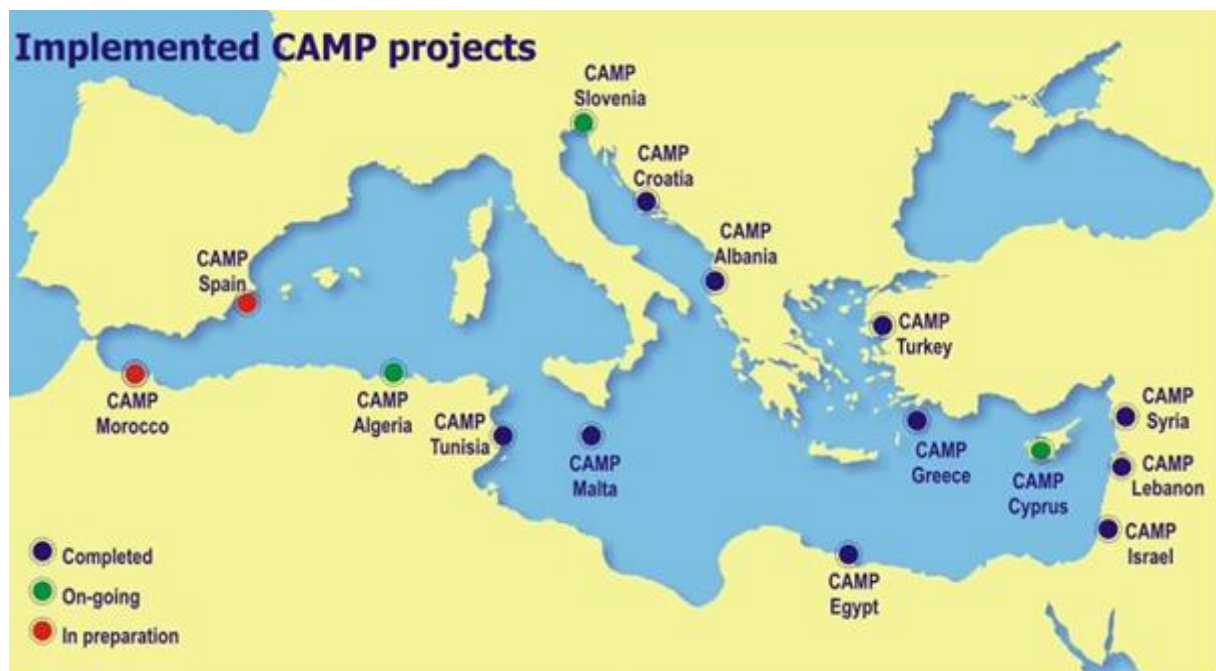 Implemented CAMP projects
CAMP
Slovenia
CAMP
Croatia
CAMP
Albania
CAMP
Spain
CAMP
Turkey
CAMP
Morocco
CAMP
Algeria
CAMP
Tunisia
CAMP
Malta
CAMP
Greece
CAMP
Cyprus
CAMP
Syria
CAMP
Lebanon
CAMP
Israel
CAMP
Egypt
Completed
On-going
In preparation